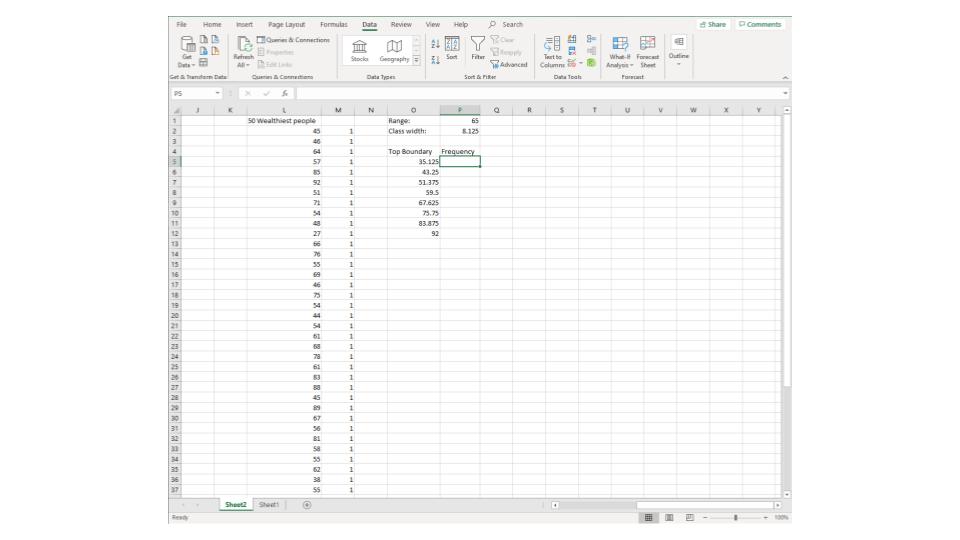 File Home Insert Page Layout Formulas Data Review View Help Search Share Comments
Get Data Refresh All Queries & Connections Properties Edit Links Stocks Geography Sort Filter Clear Reapply Advanced Text to Columns What-If Analysis Forecast Sheet Outline
Get & Transform Data Queries & Connections Data Types Sort & Filter Data Tools Forecast
P5 fx
J K L M N O P Q R S T U V W X Y
1 50 Wealthiest people Range: 65
2 45 1 Class width: 8.125
3 46 1
4 64 1 Top Boundary Frequency
5 57 1 35.125
6 85 1 43.25
7 92 1 51.375
8 51 1 59.5
9 71 1 67.625
10 54 1 75.75
11 48 1 83.875
12 27 1 92
13 66 1
14 76 1
15 55 1
16 69 1
17 46 1
18 75 1
19 54 1
20 44 1
21 54 1
22 61 1
23 68 1
24 78 1
25 61 1
26 83 1
27 88 1
28 45 1
29 89 1
30 67 1
31 56 1
32 81 1
33 58 1
34 55 1
35 62 1
36 38 1
37 55 1
Sheet2 Sheet1
Ready 100%